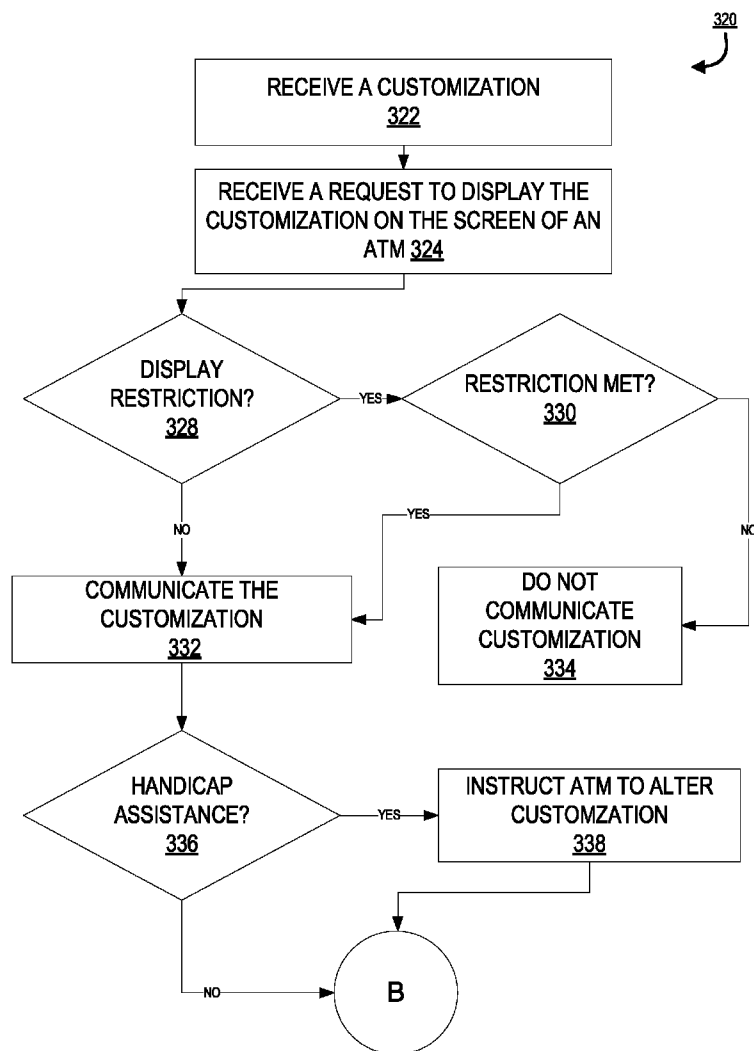 320
RECEIVE A CUSTOMIZATION
322
RECEIVE A REQUEST TO DISPLAY THE
CUSTOMIZATION ON THE SCREEN OF AN
ATM 324
DISPLAY
RESTRICTION?
328
YES
RESTRICTION MET?
330
NO
YES
NO
COMMUNICATE THE
CUSTOMIZATION
332
DO NOT
COMMUNICATE
CUSTOMIZATION
334
HANDICAP
ASSISTANCE?
336
YES
INSTRUCT ATM TO ALTER
CUSTOMZATION
338
NO
B